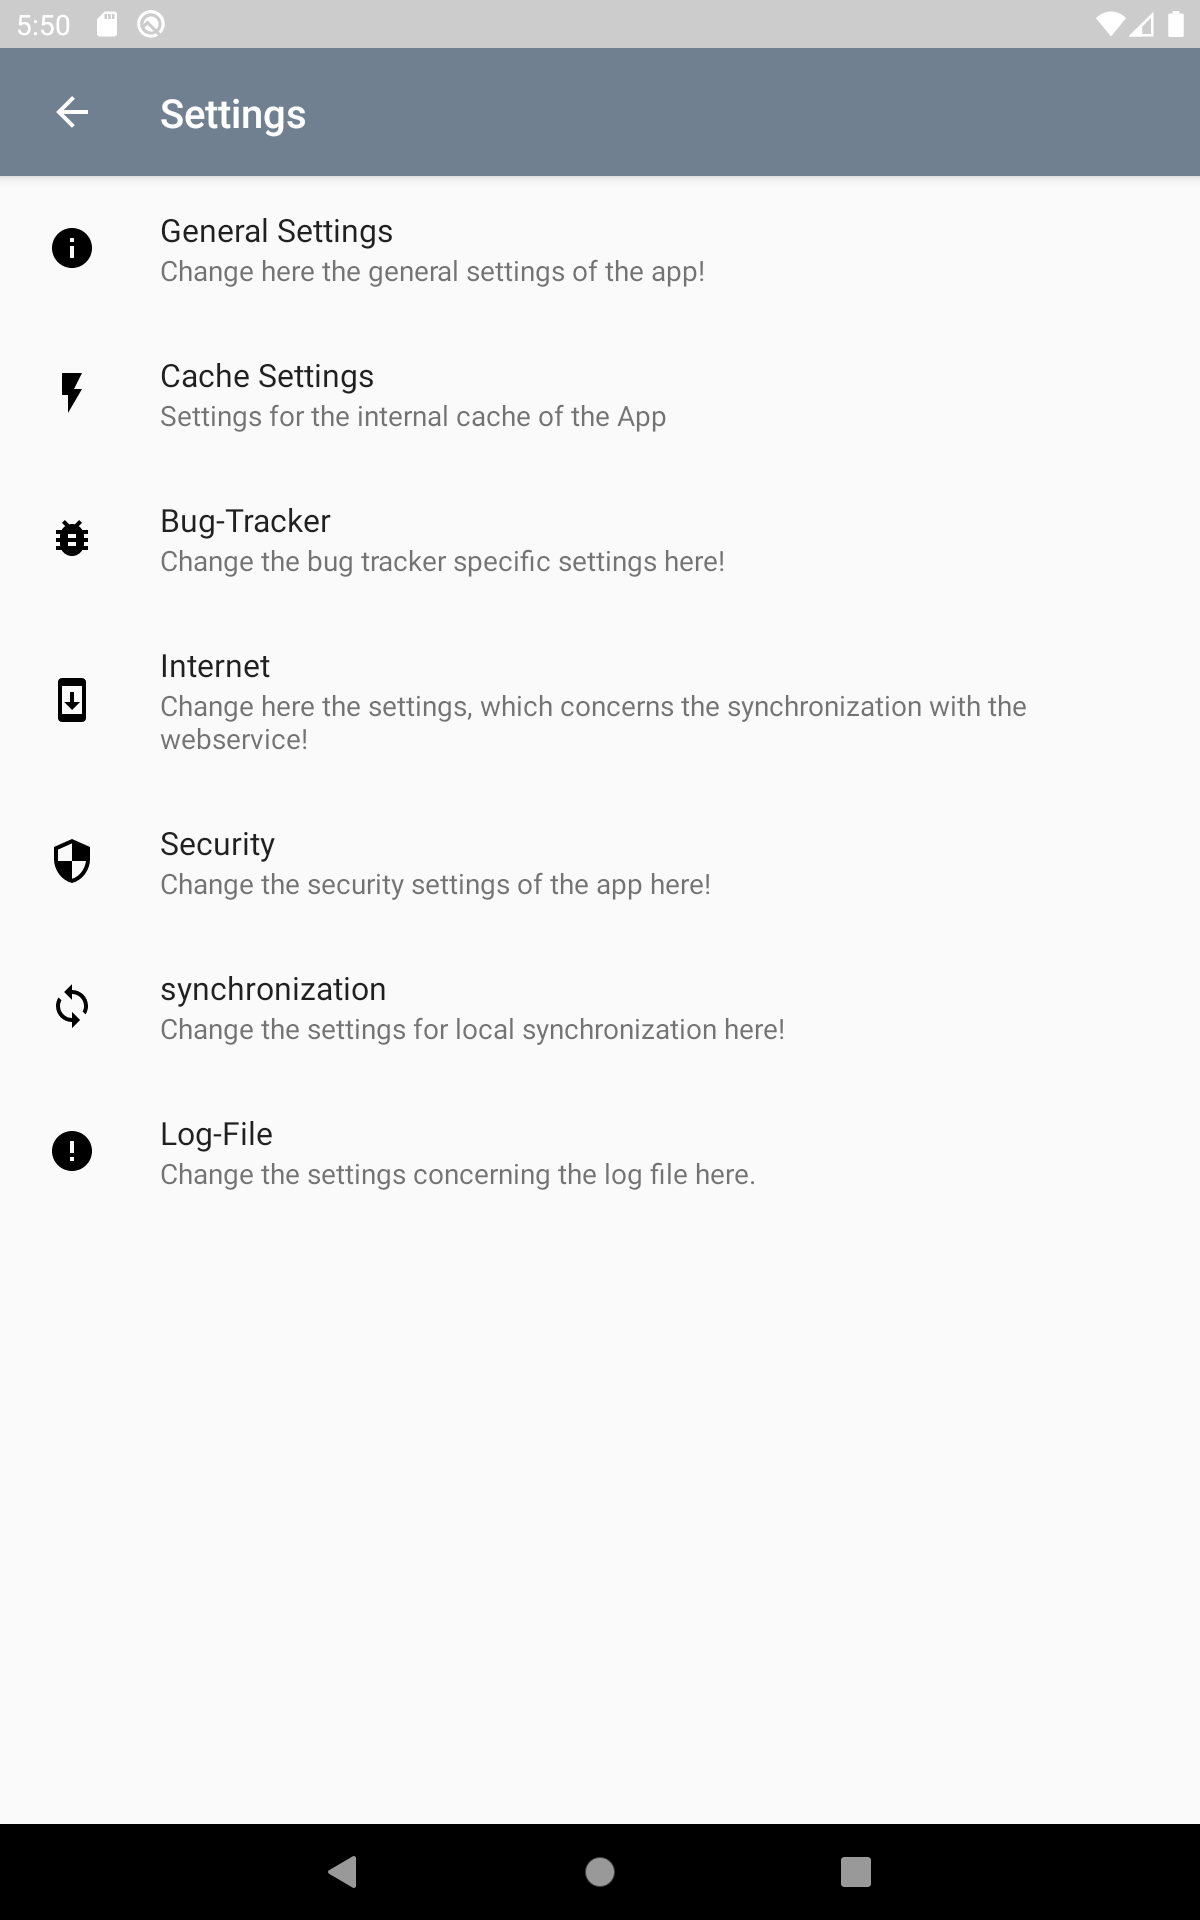 5:50
Settings
General Settings
Change here the general settings of the app!
Cache Settings
Settings for the internal cache of the App
Bug-Tracker
Change the bug tracker specific settings here!
Internet
Change here the settings, which concerns the synchronization with the
webservice!
Security
Change the security settings of the app here!
synchronization
Change the settings for local synchronization here!
Log-File
Change the settings concerning the log file here.